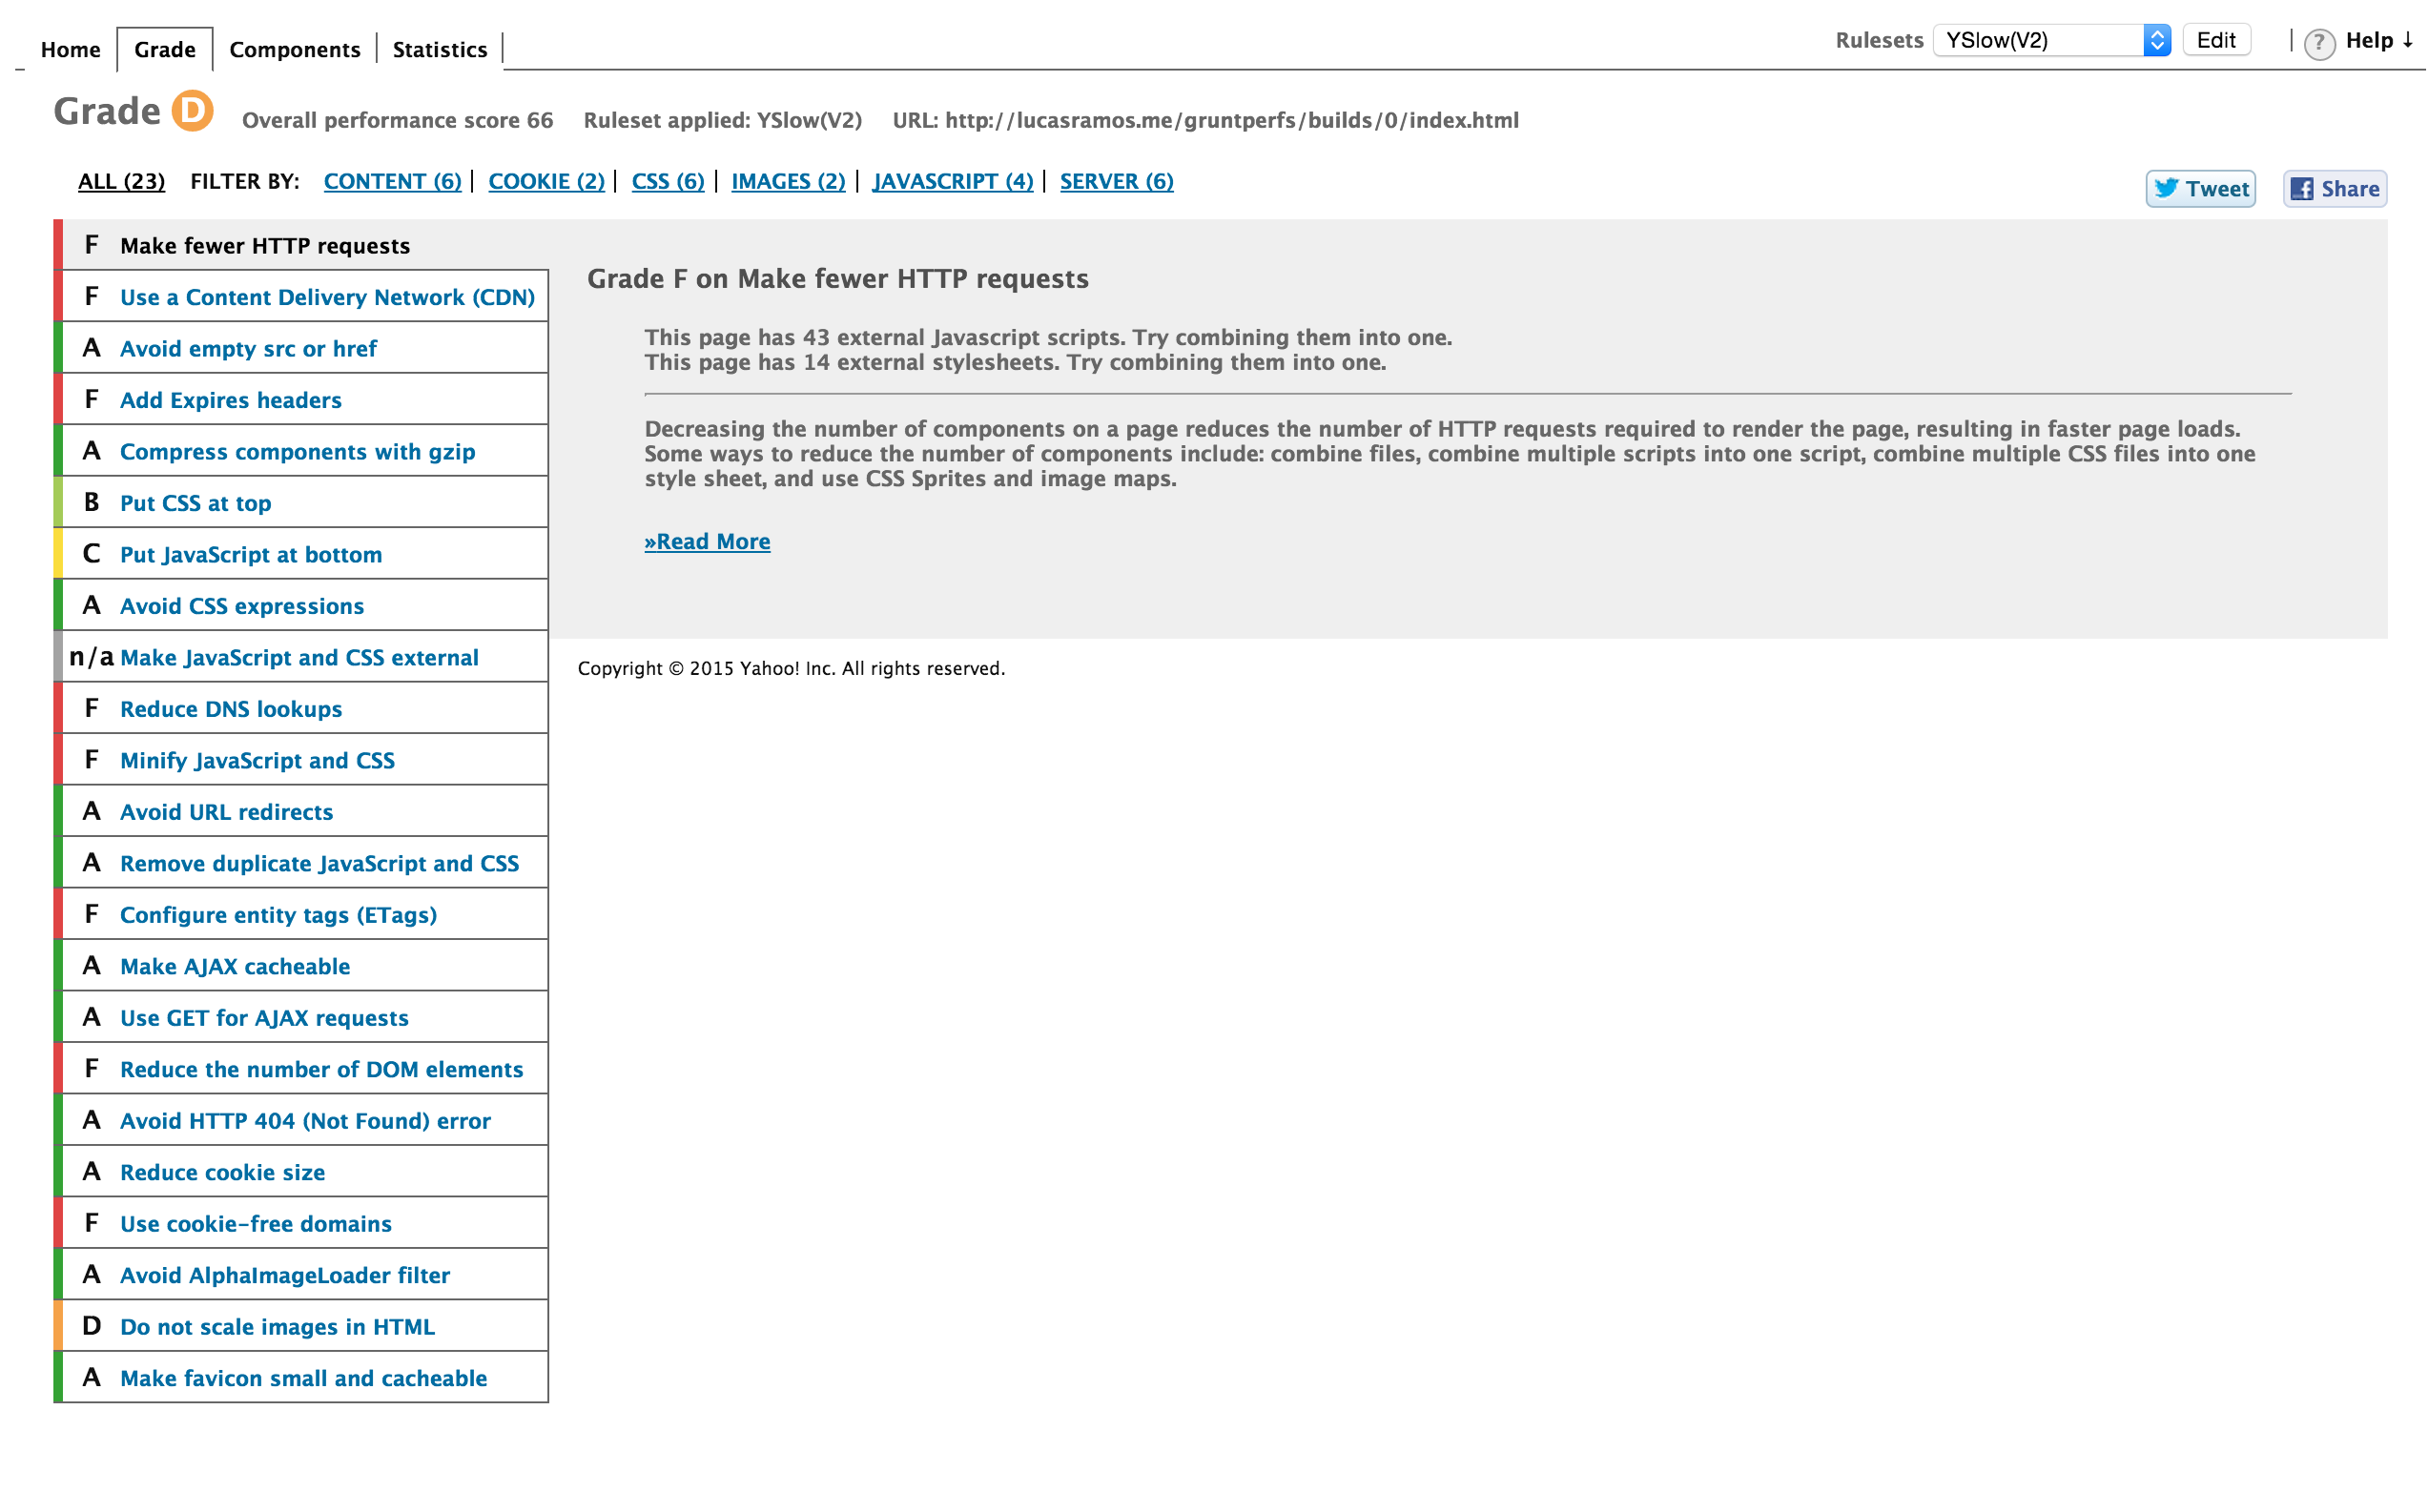 Home Grade Components Statistics Rulesets YSlow(V2) Edit ? Help ↓
Grade D Overall performance score 66 Ruleset applied: YSlow(V2) URL: http://lucasramos.me/gruntperfs/builds/0/index.html
ALL (23) FILTER BY: CONTENT (6) | COOKIE (2) | CSS (6) | IMAGES (2) | JAVASCRIPT (4) | SERVER (6)
Tweet Share
F Make fewer HTTP requests
F Use a Content Delivery Network (CDN)
A Avoid empty src or href
F Add Expires headers
A Compress components with gzip
B Put CSS at top
C Put JavaScript at bottom
A Avoid CSS expressions
n/a Make JavaScript and CSS external
F Reduce DNS lookups
F Minify JavaScript and CSS
A Avoid URL redirects
A Remove duplicate JavaScript and CSS
F Configure entity tags (ETags)
A Make AJAX cacheable
A Use GET for AJAX requests
F Reduce the number of DOM elements
A Avoid HTTP 404 (Not Found) error
A Reduce cookie size
F Use cookie-free domains
A Avoid AlphaImageLoader filter
D Do not scale images in HTML
A Make favicon small and cacheable
Grade F on Make fewer HTTP requests
This page has 43 external Javascript scripts. Try combining them into one.
This page has 14 external stylesheets. Try combining them into one.
Decreasing the number of components on a page reduces the number of HTTP requests required to render the page, resulting in faster page loads.
Some ways to reduce the number of components include: combine files, combine multiple scripts into one script, combine multiple CSS files into one
style sheet, and use CSS Sprites and image maps.
»Read More
Copyright © 2015 Yahoo! Inc. All rights reserved.